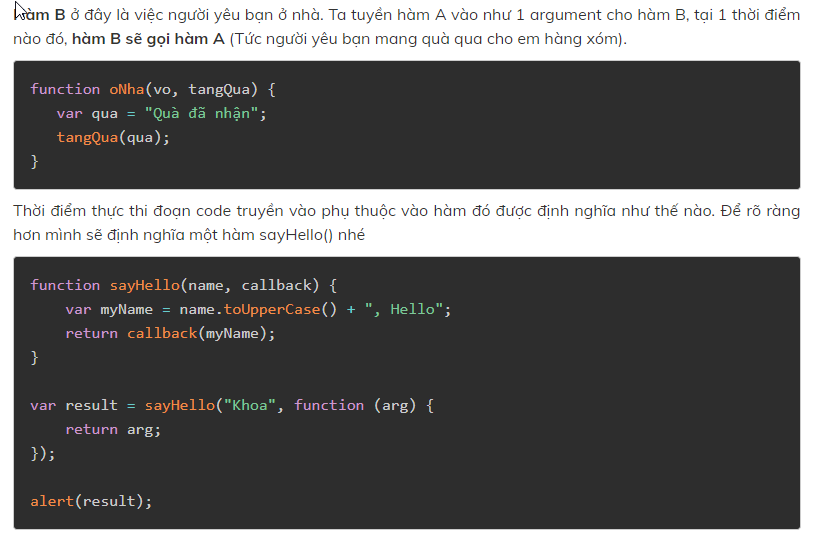 hàm B ở đây là việc người yêu bạn ở nhà. Ta tuyền hàm A vào như 1 argument cho hàm B, tại 1 thời điểm
nào đó, hàm B sẽ gọi hàm A (Tức người yêu bạn mang quà qua cho em hàng xóm).
function oNha(vo, tangQua) {
   var qua = "Quà đã nhận";
   tangQua(qua);
}
Thời điểm thực thi đoạn code truyền vào phụ thuộc vào hàm đó được định nghĩa như thế nào. Để rõ ràng
hơn mình sẽ định nghĩa một hàm sayHello() nhé
function sayHello(name, callback) {
    var myName = name.toUpperCase() + ", Hello";
    return callback(myName);
}
var result = sayHello("Khoa", function (arg) {
    return arg;
});
alert(result);